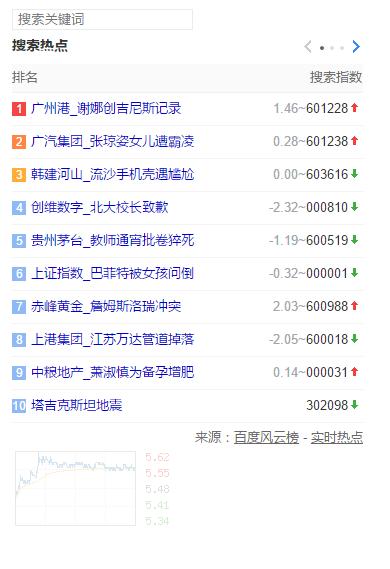 搜索关键词
搜索热点
排名 搜索指数
1 广州港_谢娜创吉尼斯记录 1.46~601228
2 广汽集团_张琼姿女儿遭霸凌 0.28~601238
3 韩建河山_流沙手机壳遇尴尬 0.00~603616
4 创维数字_北大校长致歉 -2.32~000810
5 贵州茅台_教师通宵批卷猝死 -1.19~600519
6 上证指数_巴菲特被女孩问倒 -0.32~000001
7 赤峰黄金_詹姆斯洛瑞冲突 2.03~600988
8 上港集团_江苏万达管道掉落 -2.05~600018
9 中粮地产_萧淑慎为备孕增肥 0.14~000031
10 塔吉克斯坦地震 302098
来源：百度风云榜 - 实时热点
5.62
5.55
5.48
5.41
5.34